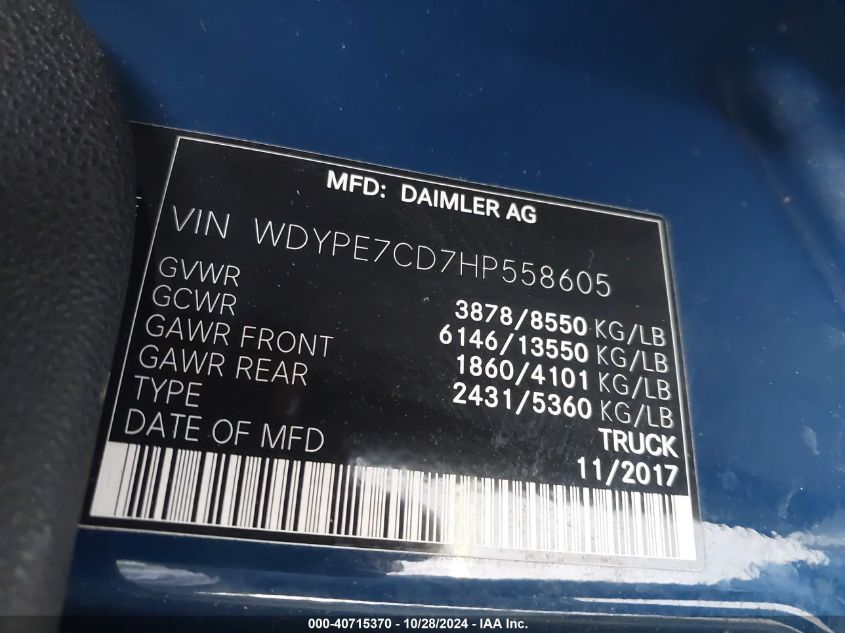 MFD: DAIMLER AG
VIN WDYPE7CD7HP558605
GVWR 3878/8550 KG/LB
GCWR 6146/13550 KG/LB
GAWR FRONT 1860/4101 KG/LB
GAWR REAR 2431/5360 KG/LB
TYPE TRUCK
DATE OF MFD 11/2017
000-40715370 - 10/28/2024 - IAA Inc.